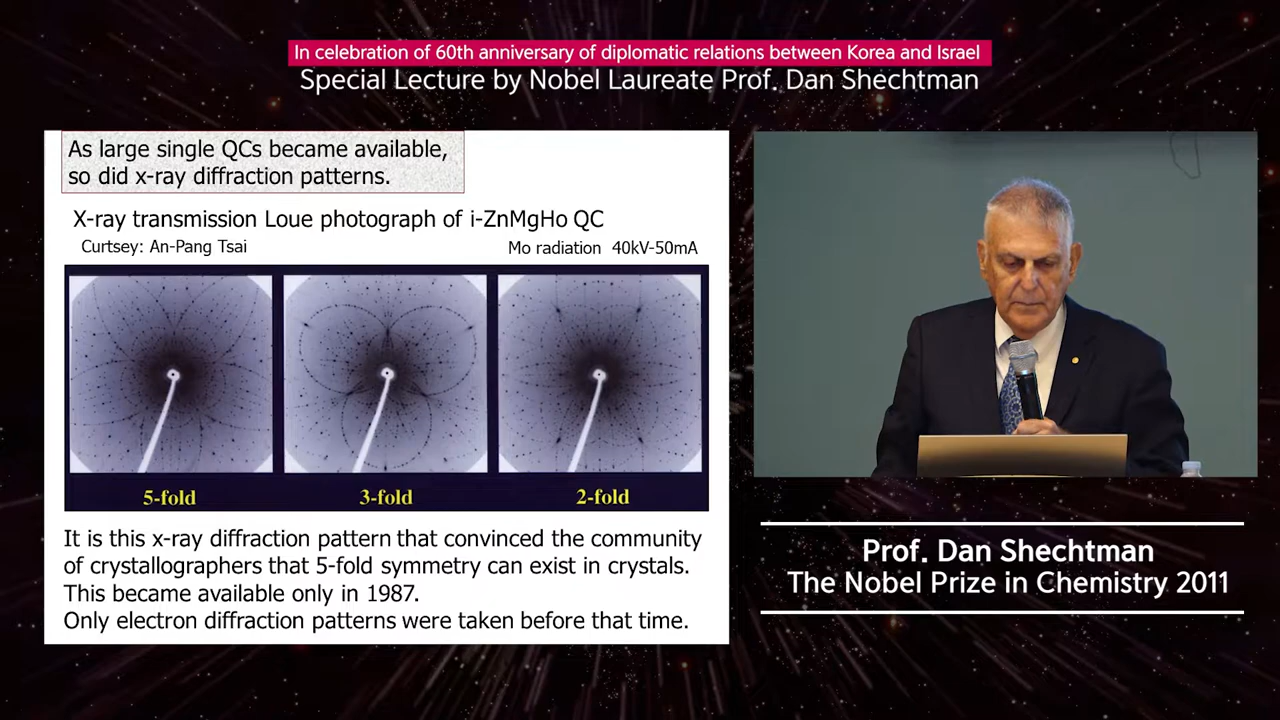 In celebration of 60th anniversary of diplomatic relations between Korea and Israel
Special Lecture by Nobel Laureate Prof. Dan Shechtman
As large single QCs became available,
so did x-ray diffraction patterns.
X-ray transmission Loue photograph of i-ZnMgHo QC
Curtsey: An-Pang Tsai
Mo radiation 40kV-50mA
5-fold
3-fold
2-fold
It is this x-ray diffraction pattern that convinced the community
of crystallographers that 5-fold symmetry can exist in crystals.
This became available only in 1987.
Only electron diffraction patterns were taken before that time.
Prof. Dan Shechtman
The Nobel Prize in Chemistry 2011